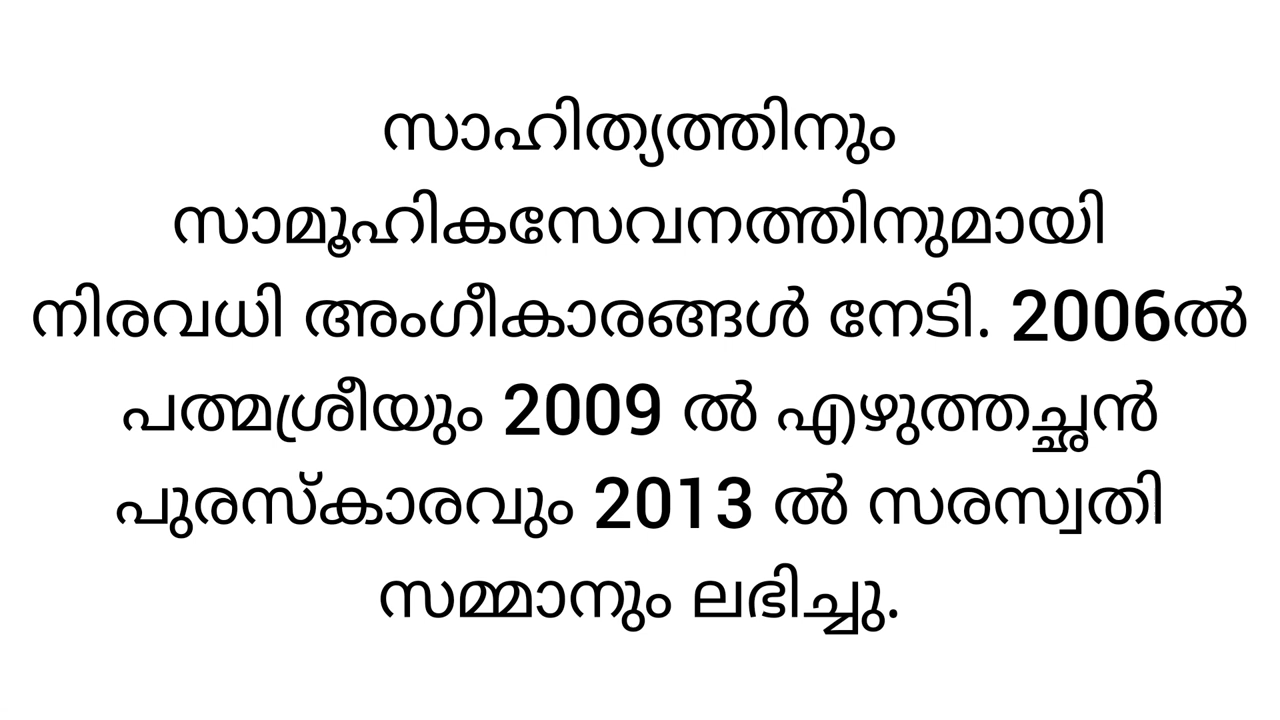 സാഹിത്യത്തിനും
സാമൂഹികസേവനത്തിനുമായി
നിരവധി അംഗീകാരങ്ങൾ നേടി. 2006ൽ
പത്മശ്രീയും 2009 ൽ എഴുത്തച്ഛൻ
പുരസ്കാരവും 2013 ൽ സരസ്വതി
സമ്മാനും ലഭിച്ചു.